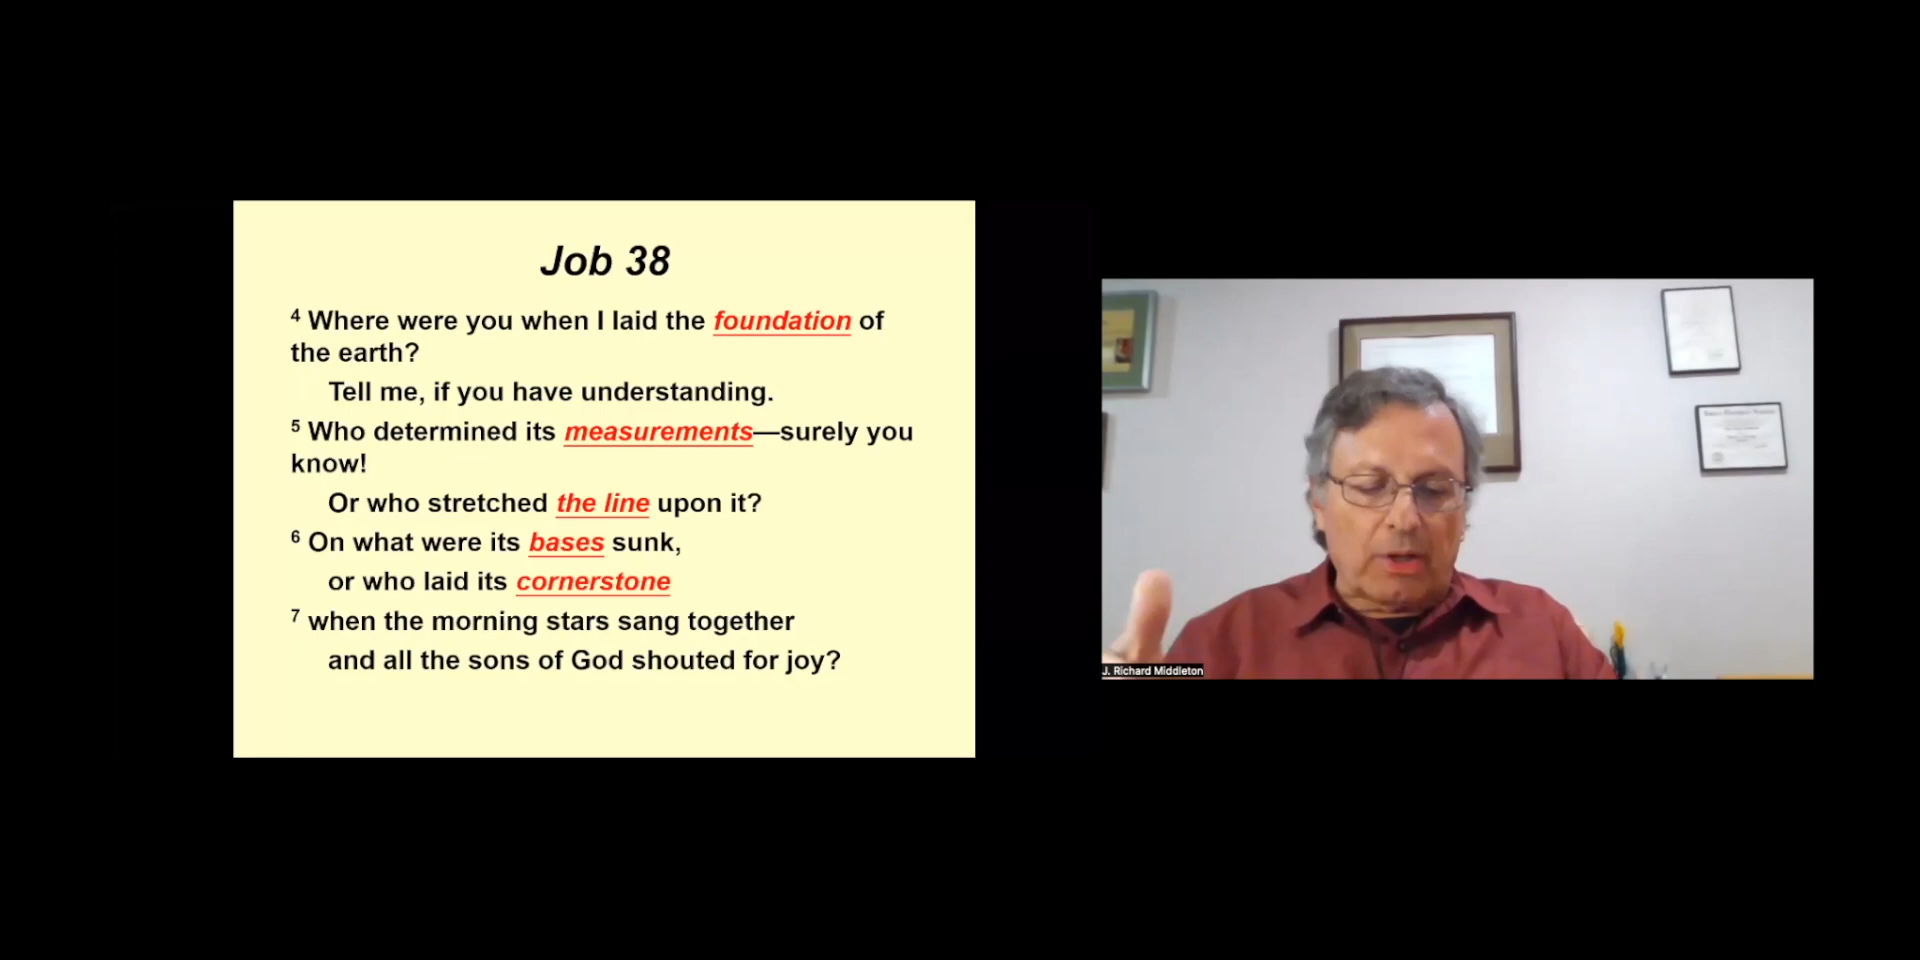 Job 38
4 Where were you when I laid the foundation of
the earth?
Tell me, if you have understanding.
5 Who determined its measurements—surely you
know!
Or who stretched the line upon it?
6 On what were its bases sunk,
or who laid its cornerstone
7 when the morning stars sang together
and all the sons of God shouted for joy?
J. Richard Middleton